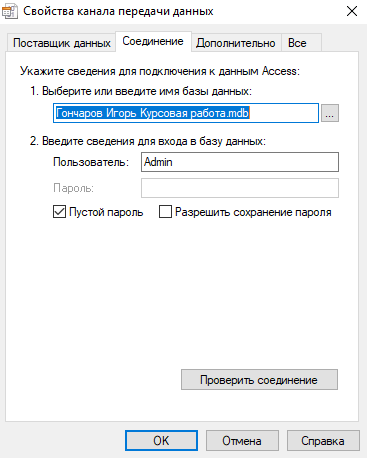 Свойства канала передачи данных
Поставщик данных Соединение Дополнительно Все
Укажите сведения для подключения к данным Access:
1. Выберите или введите имя базы данных:
Гончаров Игорь Курсовая работа.mdb ...
2. Введите сведения для входа в базу данных:
Пользователь: Admin
Пароль:
Пустой пароль Разрешить сохранение пароля
Проверить соединение
OK Отмена Справка